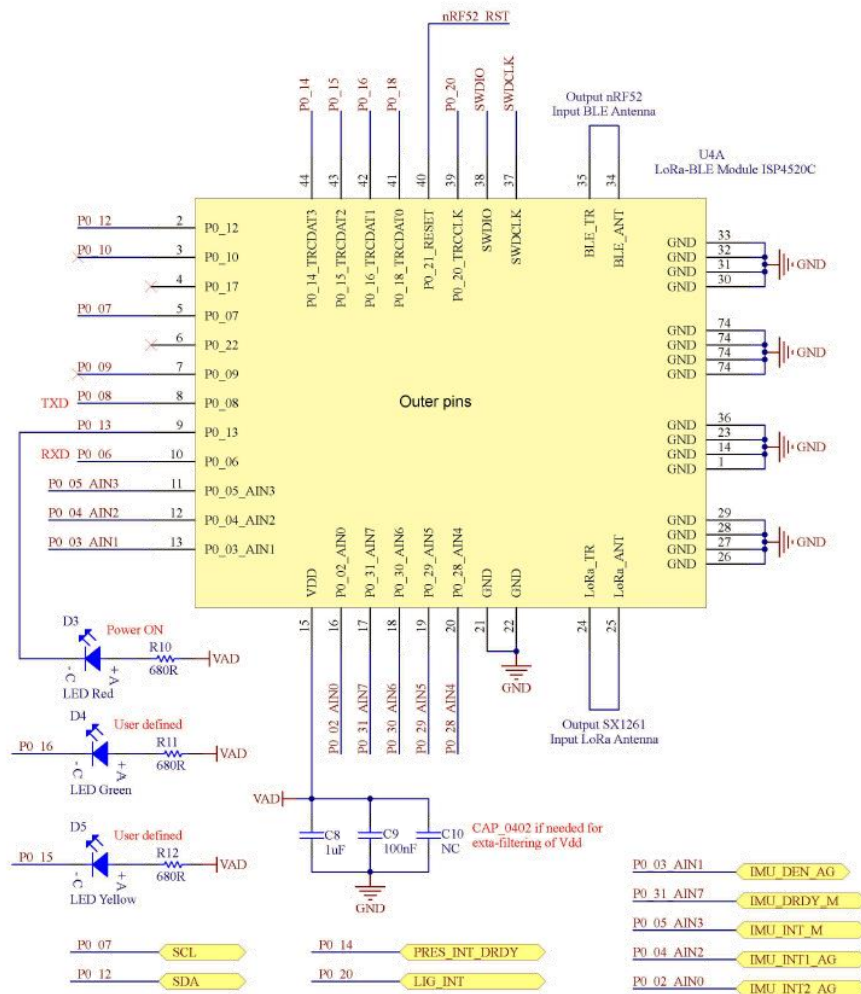 nRF52_RST
P0_14
P0_15
P0_16
P0_18
P0_20
SWDIO
SWDCLK
Output nRF52
Input BLE Antenna
U4A
LoRa-BLE Module ISP4520C
44
43
42
41
40
39
38
37
35
34
P0_14_TRCDAT3
P0_15_TRCDAT2
P0_16_TRCDAT1
P0_18_TRCDAT0
P0_21_RESET
P0_20_TRCCLK
SWDIO
SWDCLK
BLE_TR
BLE_ANT
P0_12 2 P0_12
P0_10 3 P0_10
4 P0_17
P0_07 5 P0_07
6 P0_22
P0_09 7 P0_09
TXD P0_08 8 P0_08
P0_13 9 P0_13
RXD P0_06 10 P0_06
P0_05_AIN3 11 P0_05_AIN3
P0_04_AIN2 12 P0_04_AIN2
P0_03_AIN1 13 P0_03_AIN1
Outer pins
GND 33
GND 32
GND 31
GND 30
GND
GND 74
GND 74
GND 74
GND 74
GND
GND 36
GND 23
GND 14
GND 1
GND
GND 29
GND 28
GND 27
GND 26
GND
VDD
P0_02_AIN0
P0_31_AIN7
P0_30_AIN6
P0_29_AIN5
P0_28_AIN4
GND
GND
LoRa_TR
LoRa_ANT
15
16
17
18
19
20
21
22
24
25
P0_02_AIN0
P0_31_AIN7
P0_30_AIN6
P0_29_AIN5
P0_28_AIN4
GND
Output SX1261
Input LoRa Antenna
D3
Power ON
R10
680R
VAD
- C
+A
LED Red
D4
User defined
P0_16
R11
680R
VAD
- C
+A
LED Green
D5
User defined
P0_15
R12
680R
VAD
- C
+A
LED Yellow
VAD
C8
1uF
C9
100nF
C10
NC
CAP_0402 if needed for
exta-filtering of Vdd
GND
P0_07 SCL
P0_12 SDA
P0_14 PRES_INT_DRDY
P0_20 LIG_INT
P0_03_AIN1 IMU_DEN_AG
P0_31_AIN7 IMU_DRDY_M
P0_05_AIN3 IMU_INT_M
P0_04_AIN2 IMU_INT1_AG
P0_02_AIN0 IMU_INT2_AG